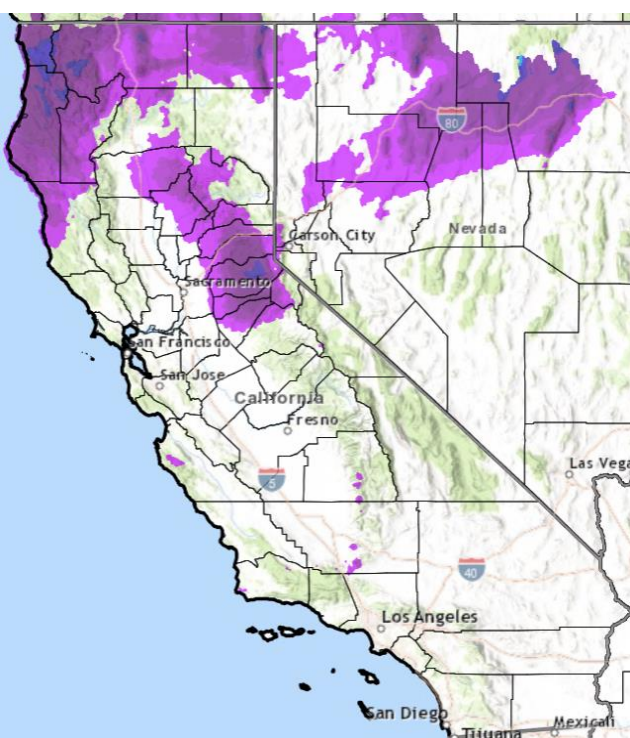 80
Nevada
Carson City
Sacramento
San Francisco
San Jose
California
Fresno
5
Las Vega
40
Los Angeles
San Diego
Tijuana
Mexicali